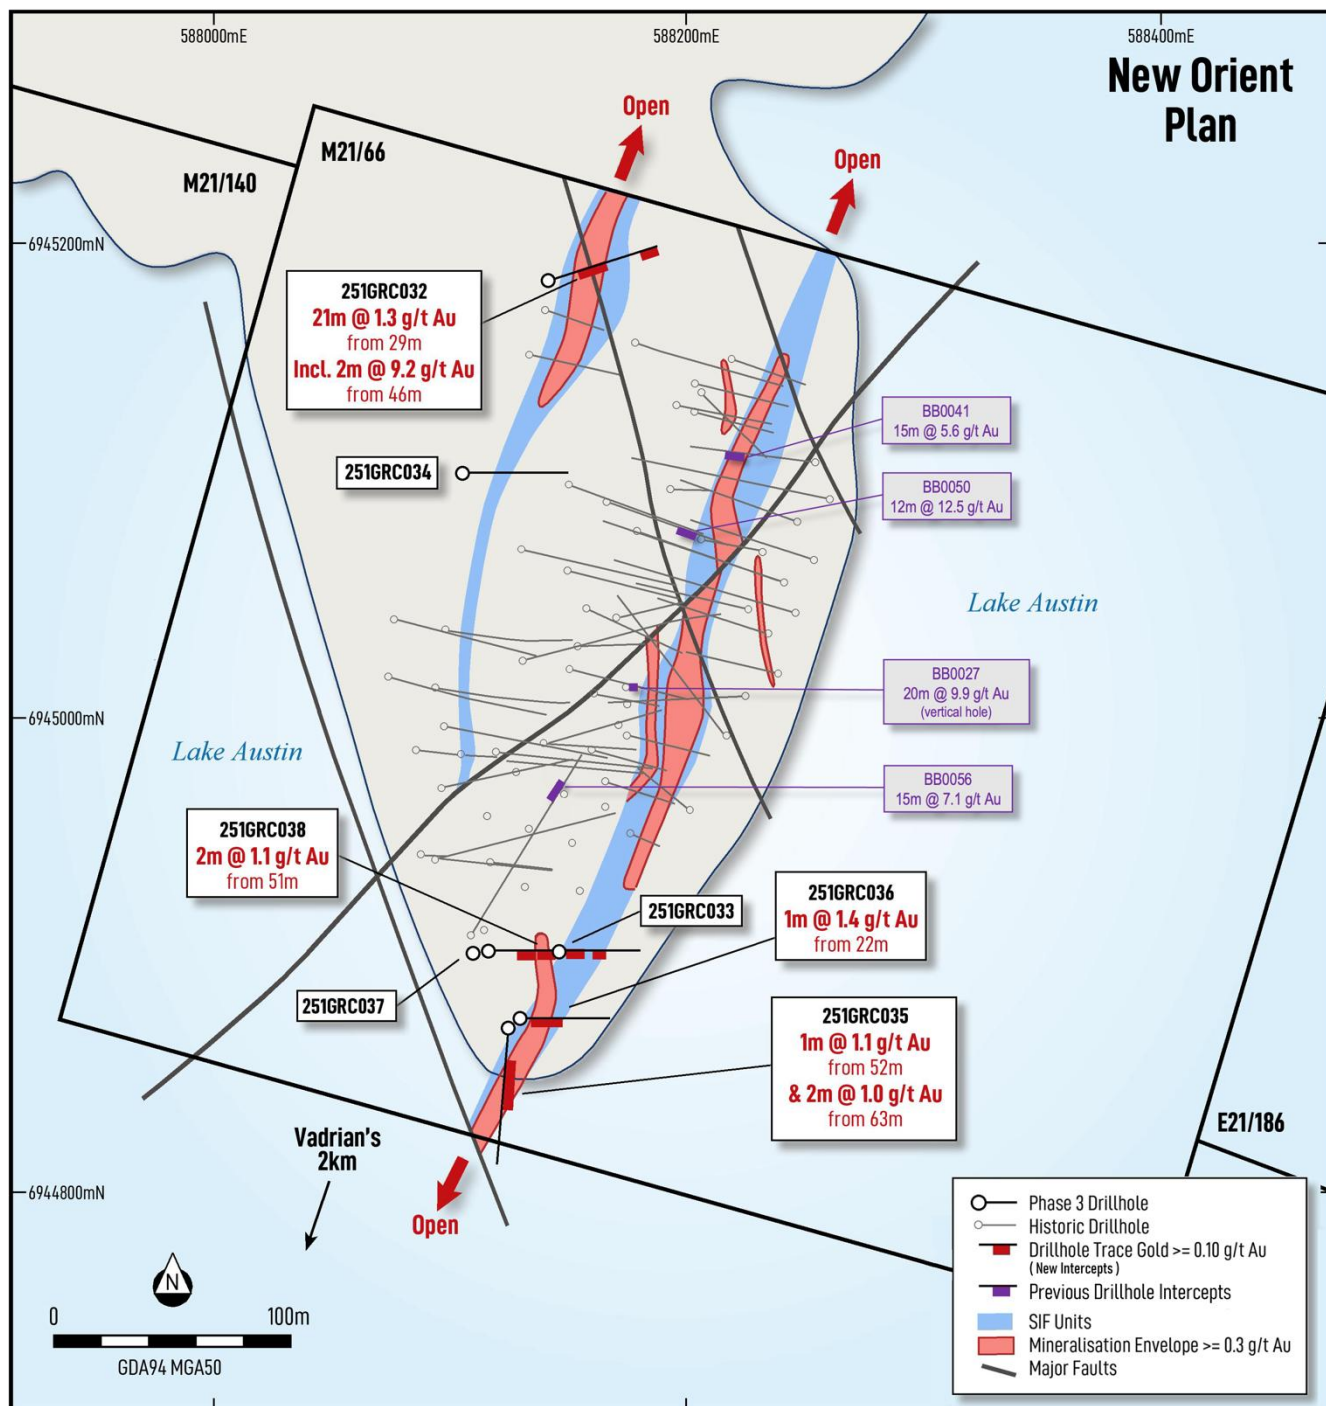 588000mE
588200mE
588400mE
New Orient
Plan
Open
Open
M21/66
M21/140
6945200mN
251GRC032
21m @ 1.3 g/t Au
from 29m
Incl. 2m @ 9.2 g/t Au
from 46m
BB0041
15m @ 5.6 g/t Au
251GRC034
BB0050
12m @ 12.5 g/t Au
Lake Austin
BB0027
20m @ 9.9 g/t Au
(vertical hole)
6945000mN
Lake Austin
BB0056
15m @ 7.1 g/t Au
251GRC038
2m @ 1.1 g/t Au
from 51m
251GRC033
251GRC036
1m @ 1.4 g/t Au
from 22m
251GRC037
251GRC035
1m @ 1.1 g/t Au
from 52m
& 2m @ 1.0 g/t Au
from 63m
E21/186
Vadrian's
2km
6944800mN
Open
N
0 100m
GDA94 MGA50
Phase 3 Drillhole
Historic Drillhole
Drillhole Trace Gold >= 0.10 g/t Au
( New Intercepts )
Previous Drillhole Intercepts
SIF Units
Mineralisation Envelope >= 0.3 g/t Au
Major Faults